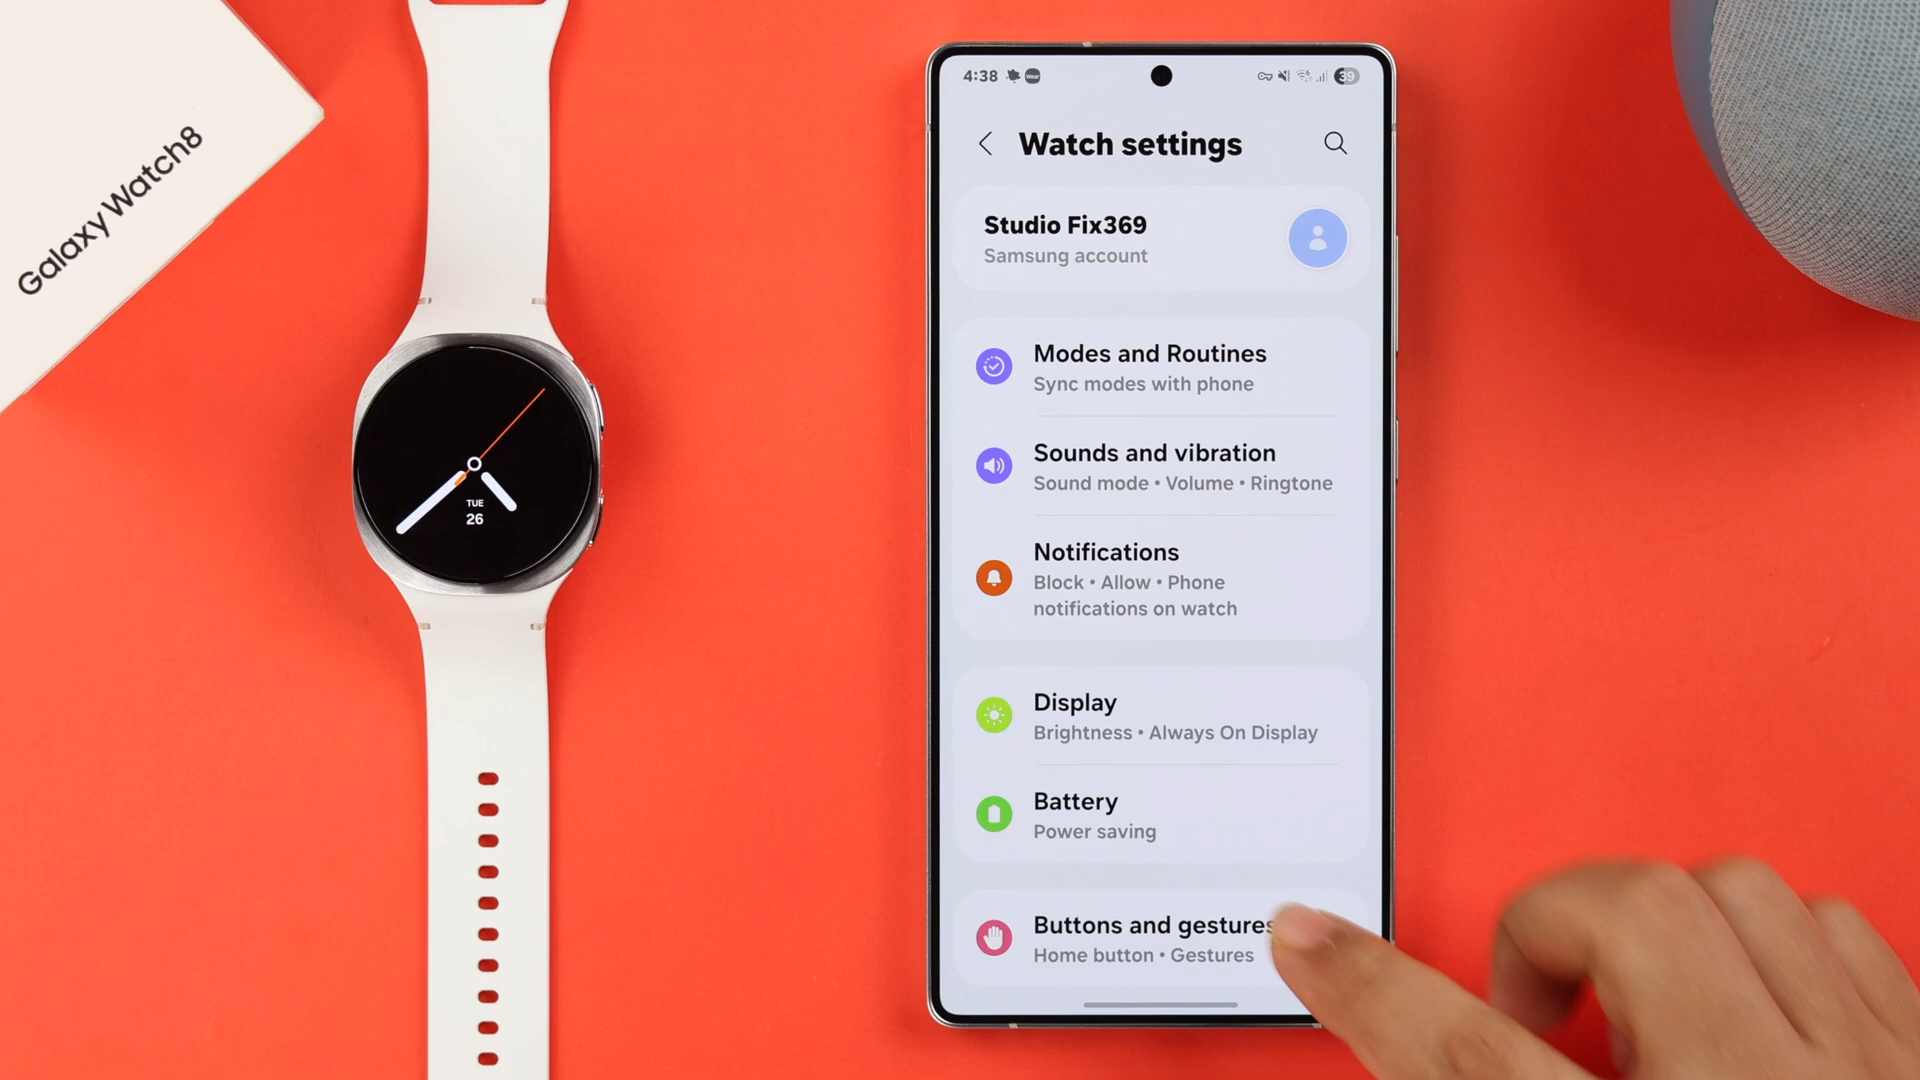 Galaxy Watch8
TUE
26
4:38
39
Watch settings
Studio Fix369
Samsung account
Modes and Routines
Sync modes with phone
Sounds and vibration
Sound mode • Volume • Ringtone
Notifications
Block • Allow • Phone
notifications on watch
Display
Brightness • Always On Display
Battery
Power saving
Buttons and gestures
Home button • Gestures